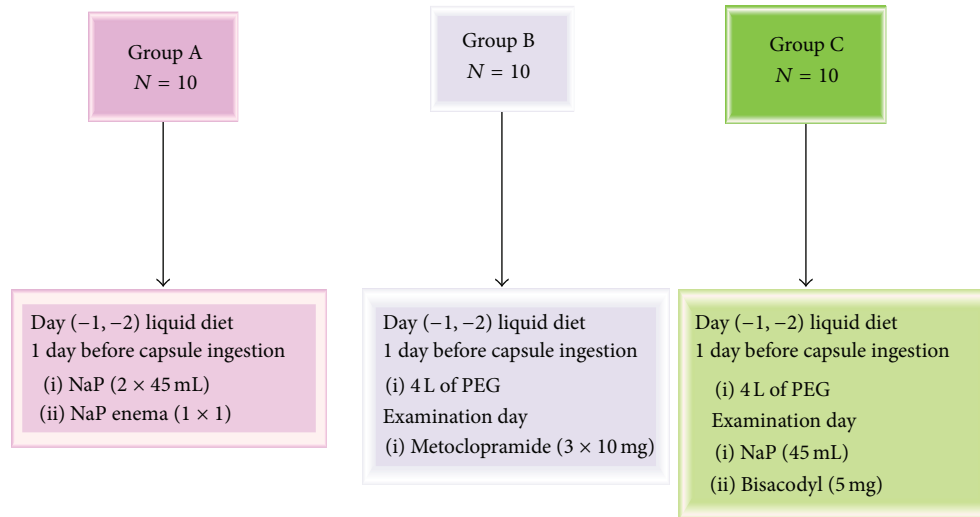 Group A
N = 10
Group B
N = 10
Group C
N = 10
Day (−1, −2) liquid diet
1 day before capsule ingestion
(i) NaP (2 × 45 mL)
(ii) NaP enema (1 × 1)
Day (−1, −2) liquid diet
1 day before capsule ingestion
(i) 4 L of PEG
Examination day
(i) Metoclopramide (3 × 10 mg)
Day (−1, −2) liquid diet
1 day before capsule ingestion
(i) 4 L of PEG
Examination day
(i) NaP (45 mL)
(ii) Bisacodyl (5 mg)